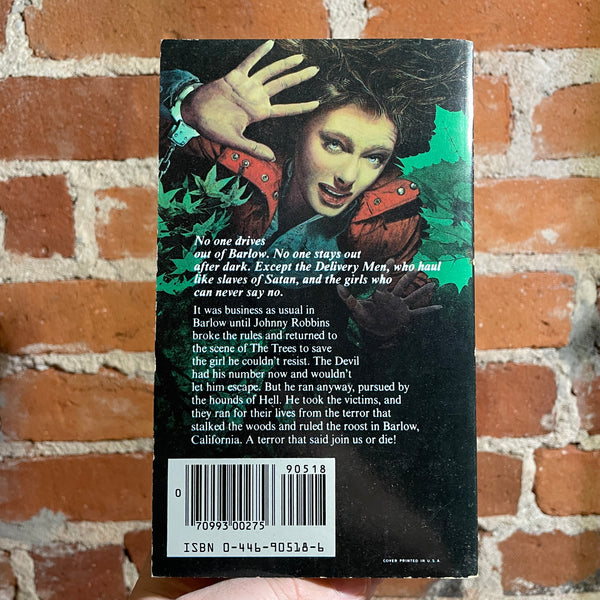 No one drives
out of Barlow. No one stays out
after dark. Except the Delivery Men, who haul
like slaves of Satan, and the girls who
can never say no.
It was business as usual in
Barlow until Johnny Robbins
broke the rules and returned to
the scene of The Trees to save
the girl he couldn't resist. The Devil
had his number now and wouldn't
let him escape. But he ran anyway, pursued by
the hounds of Hell. He took the victims, and
they ran for their lives from the terror that
stalked the woods and ruled the roost in Barlow,
California. A terror that said join us or die!
90518
0
70993 00275
ISBN 0-446-90518-6
COVER PRINTED IN U.S.A.